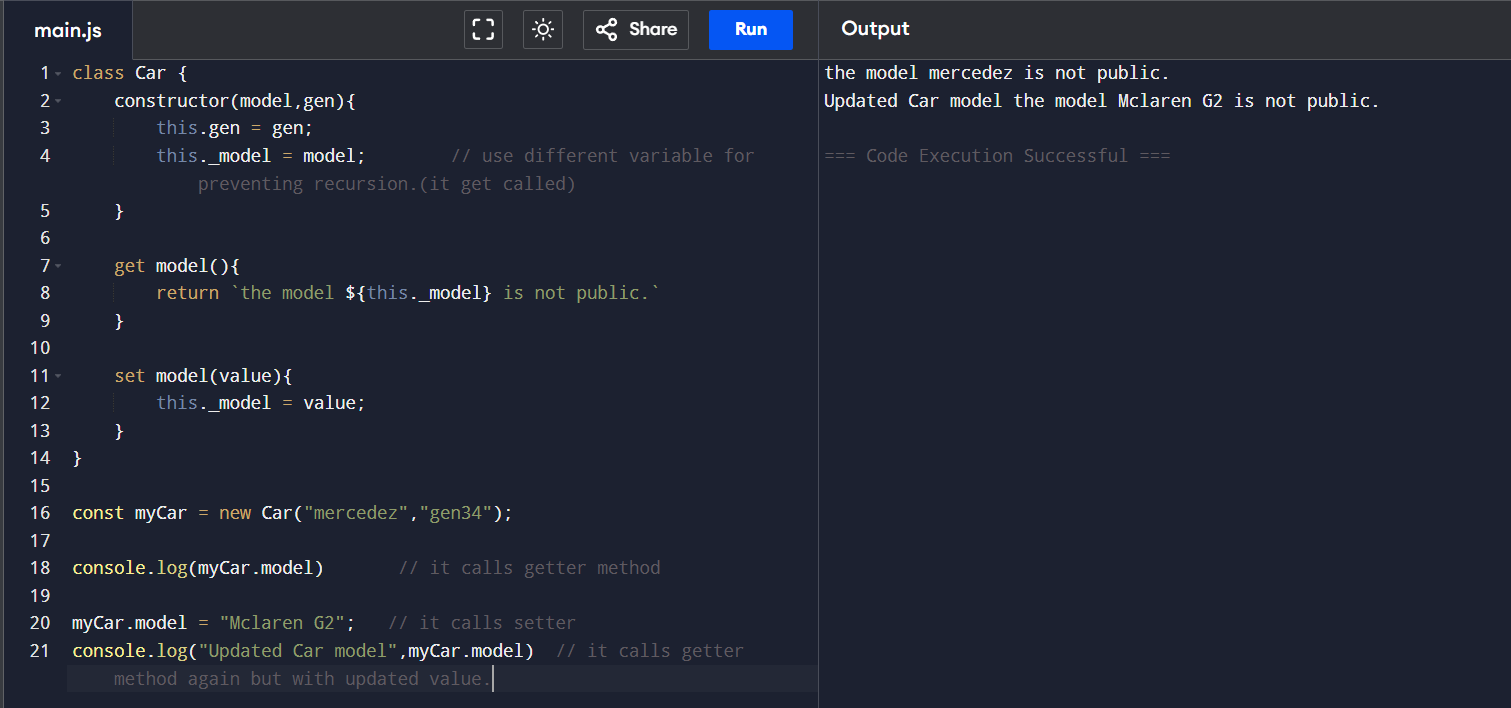 main.js
Share
Run
Output
1 class Car {
2     constructor(model,gen){
3         this.gen = gen;
4         this._model = model;        // use different variable for
            preventing recursion.(it get called)
5     }
6
7     get model(){
8         return `the model ${this._model} is not public.`
9     }
10
11     set model(value){
12         this._model = value;
13     }
14 }
15
16 const myCar = new Car("mercedez","gen34");
17
18 console.log(myCar.model)       // it calls getter method
19
20 myCar.model = "Mclaren G2";   // it calls setter
21 console.log("Updated Car model",myCar.model)  // it calls getter
    method again but with updated value.
the model mercedez is not public.
Updated Car model the model Mclaren G2 is not public.
=== Code Execution Successful ===